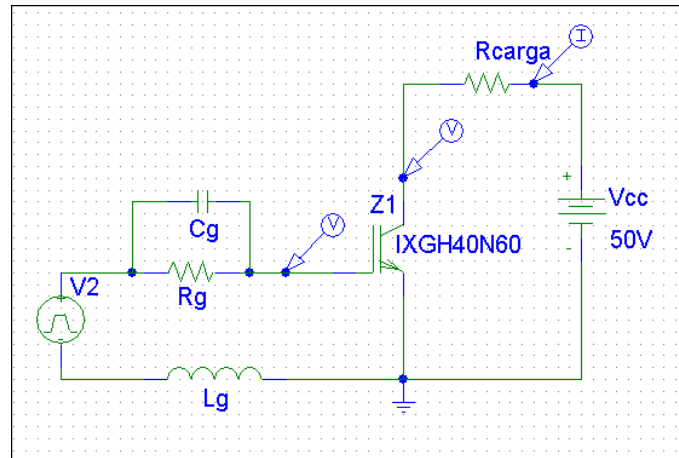 Rcarga
I
V
Z1
+
Vcc
Cg
V
IXGH40N60
50V
-
V2
+
Rg
-
Lg